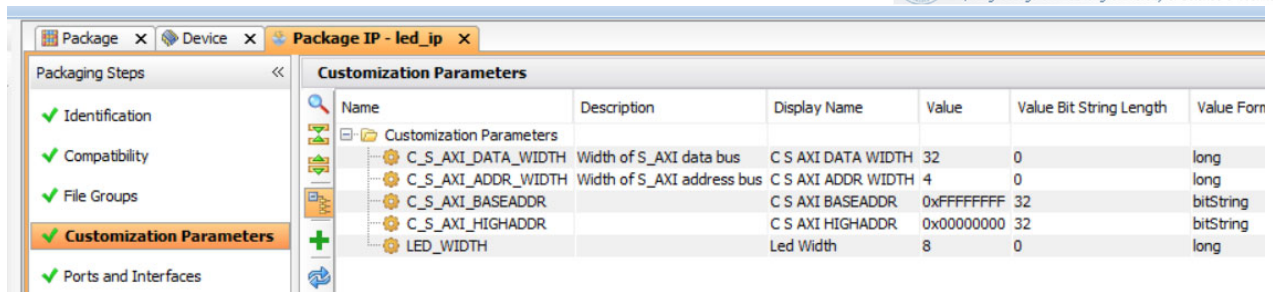 Package Device Package IP - led_ip
Packaging Steps Customization Parameters
Name Description Display Name Value Value Bit String Length Value Form
Identification
Customization Parameters
Compatibility
C_S_AXI_DATA_WIDTH Width of S_AXI data bus C S AXI DATA WIDTH 32 0 long
C_S_AXI_ADDR_WIDTH Width of S_AXI address bus C S AXI ADDR WIDTH 4 0 long
File Groups
C_S_AXI_BASEADDR C S AXI BASEADDR 0xFFFFFFFF 32 bitString
C_S_AXI_HIGHADDR C S AXI HIGHADDR 0x00000000 32 bitString
Customization Parameters
LED_WIDTH Led Width 8 0 long
Ports and Interfaces